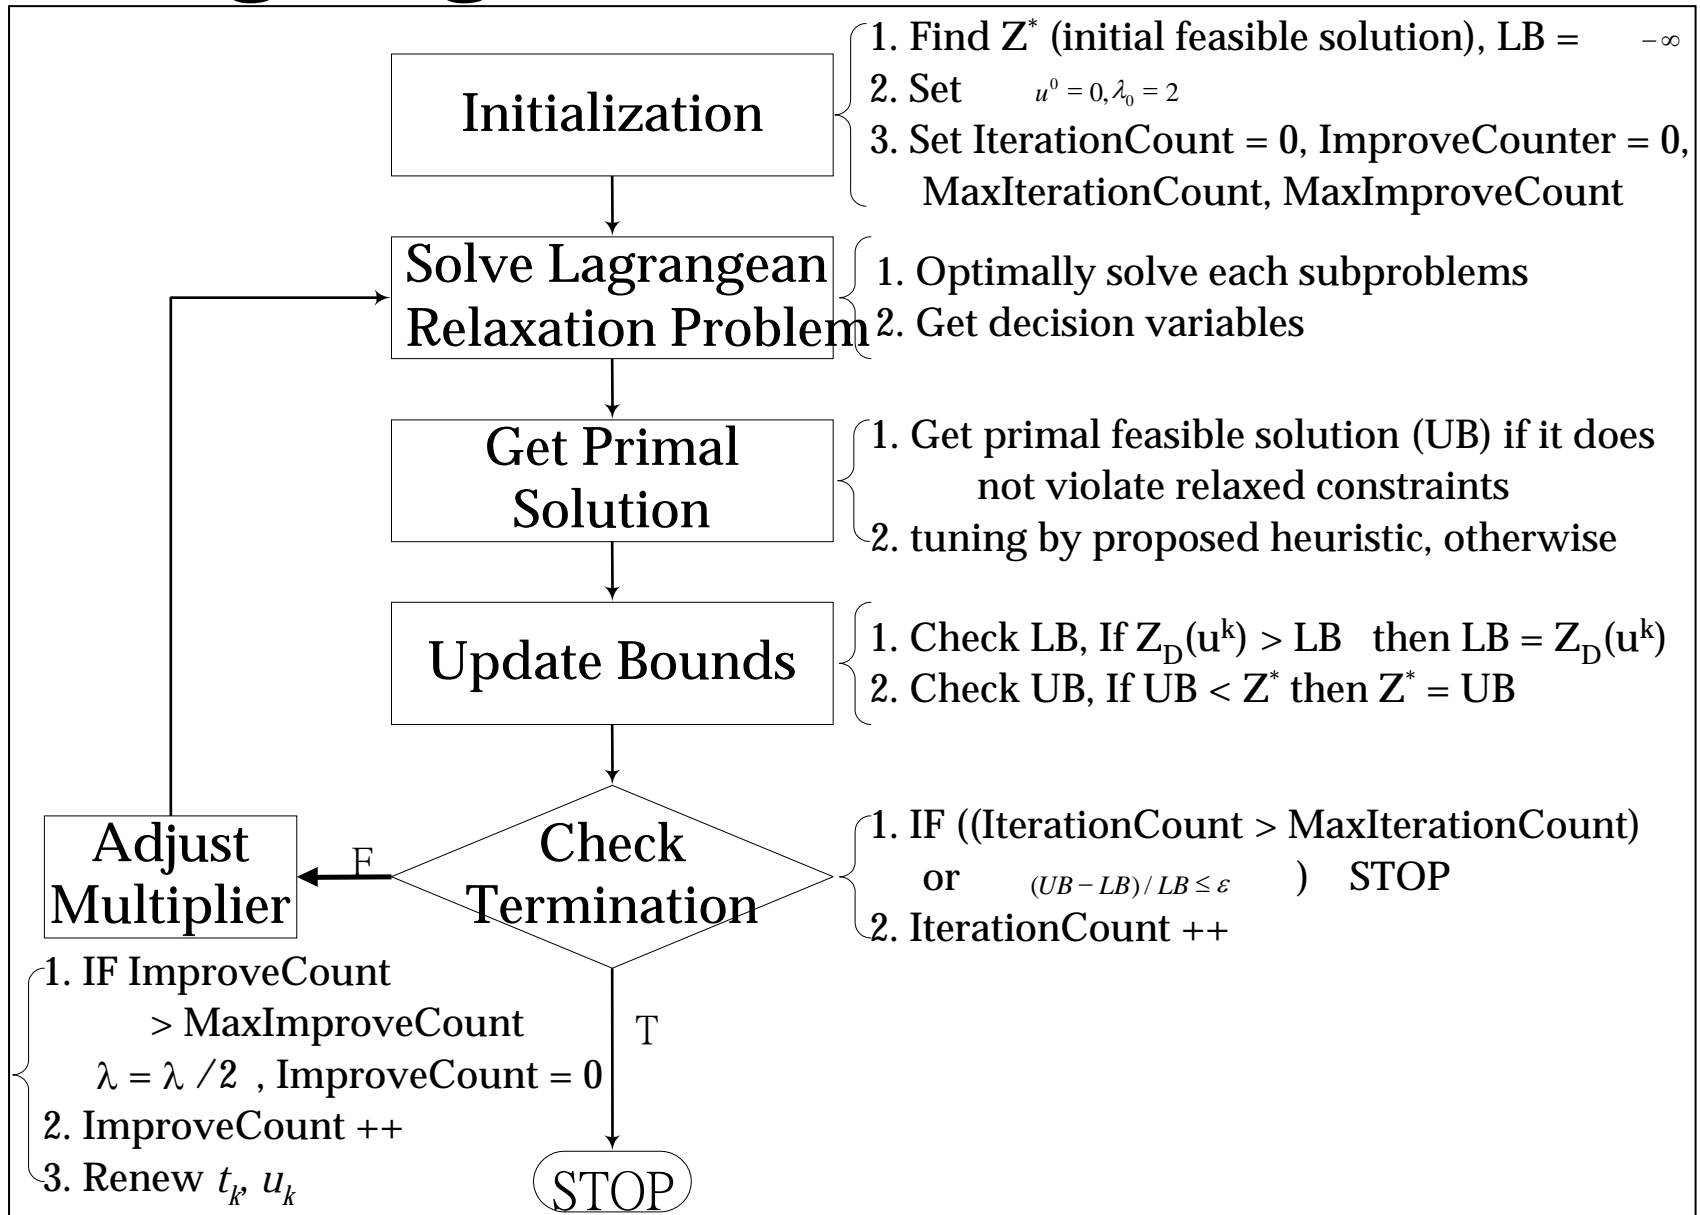 Initialization
1. Find Z* (initial feasible solution), LB = −∞
2. Set u⁰ = 0, λ₀ = 2
3. Set IterationCount = 0, ImproveCounter = 0,
MaxIterationCount, MaxImproveCount
Solve Lagrangean
Relaxation Problem
1. Optimally solve each subproblems
2. Get decision variables
Get Primal
Solution
1. Get primal feasible solution (UB) if it does
not violate relaxed constraints
2. tuning by proposed heuristic, otherwise
Update Bounds
1. Check LB, If Z_D(u^k) > LB then LB = Z_D(u^k)
2. Check UB, If UB < Z* then Z* = UB
Adjust
Multiplier
F
Check
Termination
1. IF ((IterationCount > MaxIterationCount)
or (UB − LB) / LB ≤ ε ) STOP
2. IterationCount ++
1. IF ImproveCount
> MaxImproveCount
λ = λ /2 , ImproveCount = 0
2. ImproveCount ++
3. Renew t_k, u_k
T
STOP